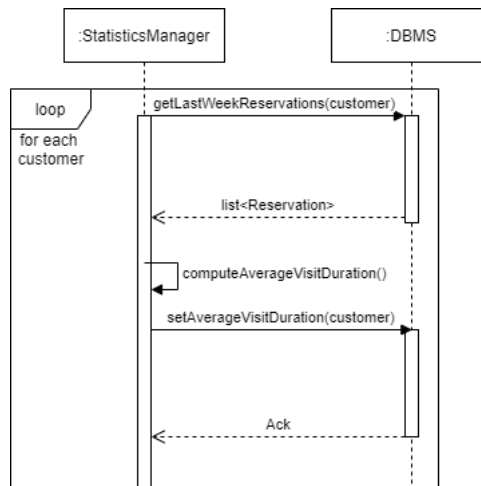 :StatisticsManager
:DBMS
loop
for each
customer
getLastWeekReservations(customer)
list<Reservation>
computeAverageVisitDuration()
setAverageVisitDuration(customer)
Ack